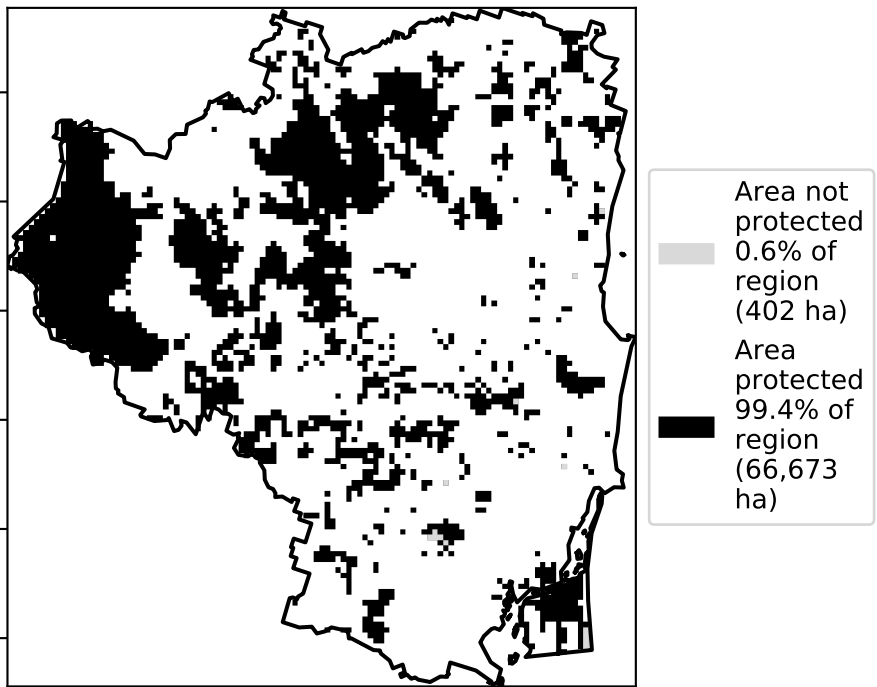 Area not
protected
0.6% of
region
(402 ha)
Area
protected
99.4% of
region
(66,673
ha)